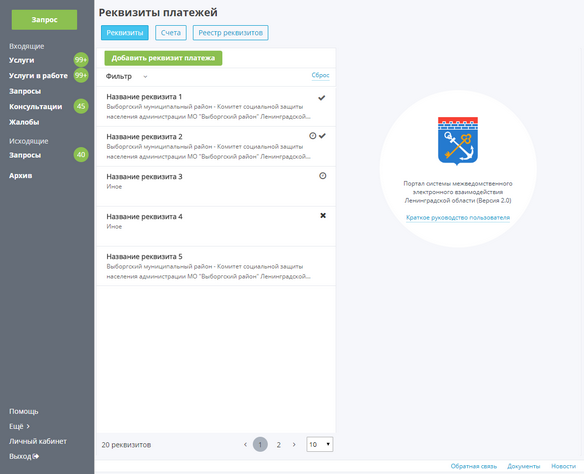 Запрос
Входящие
Услуги 99+
Услуги в работе 99+
Запросы
Консультации 45
Жалобы
Исходящие
Запросы 40
Архив
Помощь
Ещё
Личный кабинет
Выход
Реквизиты платежей
Реквизиты Счета Реестр реквизитов
Добавить реквизит платежа
Фильтр Сброс
Название реквизита 1
Выборгский муниципальный район - Комитет социальной защиты
населения администрации МО "Выборгский район" Ленинградской...
Название реквизита 2
Выборгский муниципальный район - Комитет социальной защиты
населения администрации МО "Выборгский район" Ленинградской...
Название реквизита 3
Иное
Название реквизита 4
Иное
Название реквизита 5
Выборгский муниципальный район - Комитет социальной защиты
населения администрации МО "Выборгский район" Ленинградской...
20 реквизитов 1 2 10
Портал системы межведомственного
электронного взаимодействия
Ленинградской области (Версия 2.0)
Краткое руководство пользователя
Обратная связь Документы Новости